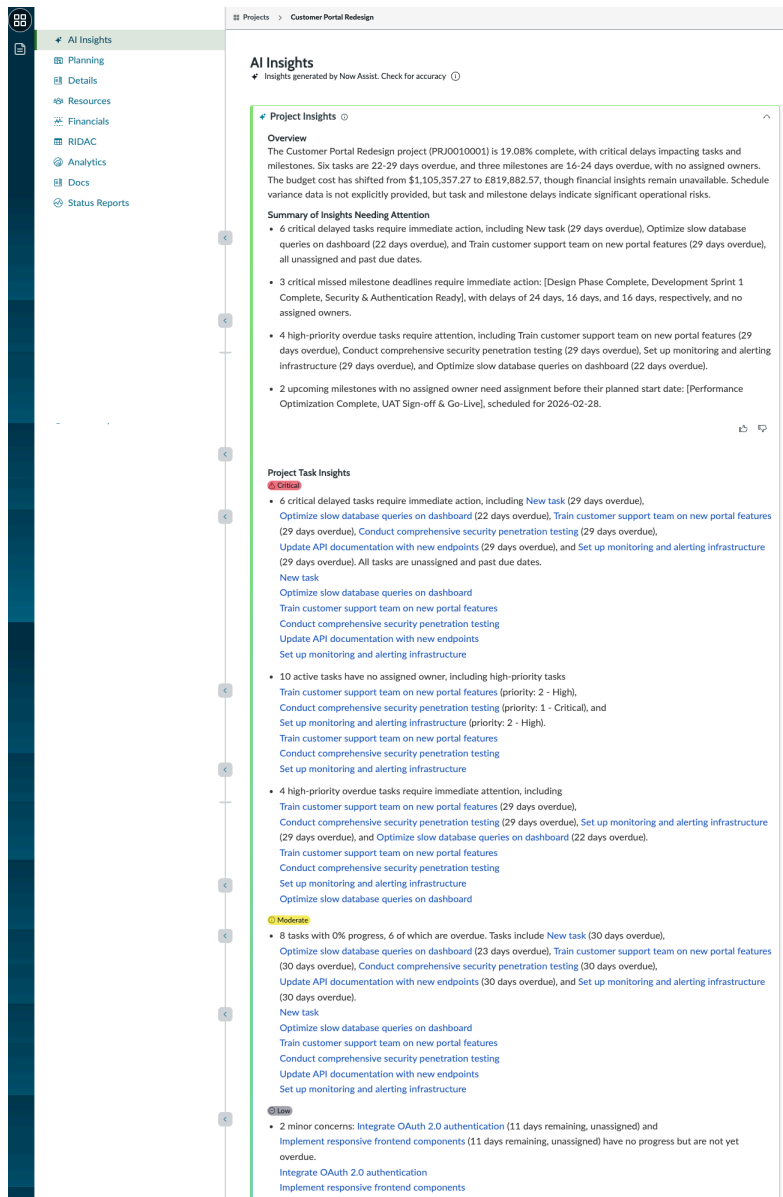 Projects > Customer Portal Redesign
AI Insights
Planning
Details
Resources
Financials
RIDAC
Analytics
Docs
Status Reports
AI Insights
Insights generated by Now Assist. Check for accuracy
Project Insights
Overview
The Customer Portal Redesign project (PRJ0010001) is 19.08% complete, with critical delays impacting tasks and
milestones. Six tasks are 22-29 days overdue, and three milestones are 16-24 days overdue, with no assigned owners.
The budget cost has shifted from $1,105,357.27 to £819,882.57, though financial insights remain unavailable. Schedule
variance data is not explicitly provided, but task and milestone delays indicate significant operational risks.
Summary of Insights Needing Attention
• 6 critical delayed tasks require immediate action, including New task (29 days overdue), Optimize slow database
queries on dashboard (22 days overdue), and Train customer support team on new portal features (29 days overdue),
all unassigned and past due dates.
• 3 critical missed milestone deadlines require immediate action: [Design Phase Complete, Development Sprint 1
Complete, Security & Authentication Ready], with delays of 24 days, 16 days, and 16 days, respectively, and no
assigned owners.
• 4 high-priority overdue tasks require attention, including Train customer support team on new portal features (29
days overdue), Conduct comprehensive security penetration testing (29 days overdue), Set up monitoring and alerting
infrastructure (29 days overdue), and Optimize slow database queries on dashboard (22 days overdue).
• 2 upcoming milestones with no assigned owner need assignment before their planned start date: [Performance
Optimization Complete, UAT Sign-off & Go-Live], scheduled for 2026-02-28.
Project Task Insights
Critical
• 6 critical delayed tasks require immediate action, including New task (29 days overdue),
Optimize slow database queries on dashboard (22 days overdue), Train customer support team on new portal features
(29 days overdue), Conduct comprehensive security penetration testing (29 days overdue),
Update API documentation with new endpoints (29 days overdue), and Set up monitoring and alerting infrastructure
(29 days overdue). All tasks are unassigned and past due dates.
New task
Optimize slow database queries on dashboard
Train customer support team on new portal features
Conduct comprehensive security penetration testing
Update API documentation with new endpoints
Set up monitoring and alerting infrastructure
• 10 active tasks have no assigned owner, including high-priority tasks
Train customer support team on new portal features (priority: 2 - High),
Conduct comprehensive security penetration testing (priority: 1 - Critical), and
Set up monitoring and alerting infrastructure (priority: 2 - High).
Train customer support team on new portal features
Conduct comprehensive security penetration testing
Set up monitoring and alerting infrastructure
• 4 high-priority overdue tasks require immediate attention, including
Train customer support team on new portal features (29 days overdue),
Conduct comprehensive security penetration testing (29 days overdue), Set up monitoring and alerting infrastructure
(29 days overdue), and Optimize slow database queries on dashboard (22 days overdue).
Train customer support team on new portal features
Conduct comprehensive security penetration testing
Set up monitoring and alerting infrastructure
Optimize slow database queries on dashboard
Moderate
• 8 tasks with 0% progress, 6 of which are overdue. Tasks include New task (30 days overdue),
Optimize slow database queries on dashboard (23 days overdue), Train customer support team on new portal features
(30 days overdue), Conduct comprehensive security penetration testing (30 days overdue),
Update API documentation with new endpoints (30 days overdue), and Set up monitoring and alerting infrastructure
(30 days overdue).
New task
Optimize slow database queries on dashboard
Train customer support team on new portal features
Conduct comprehensive security penetration testing
Update API documentation with new endpoints
Set up monitoring and alerting infrastructure
Low
• 2 minor concerns: Integrate OAuth 2.0 authentication (11 days remaining, unassigned) and
Implement responsive frontend components (11 days remaining, unassigned) have no progress but are not yet
overdue.
Integrate OAuth 2.0 authentication
Implement responsive frontend components